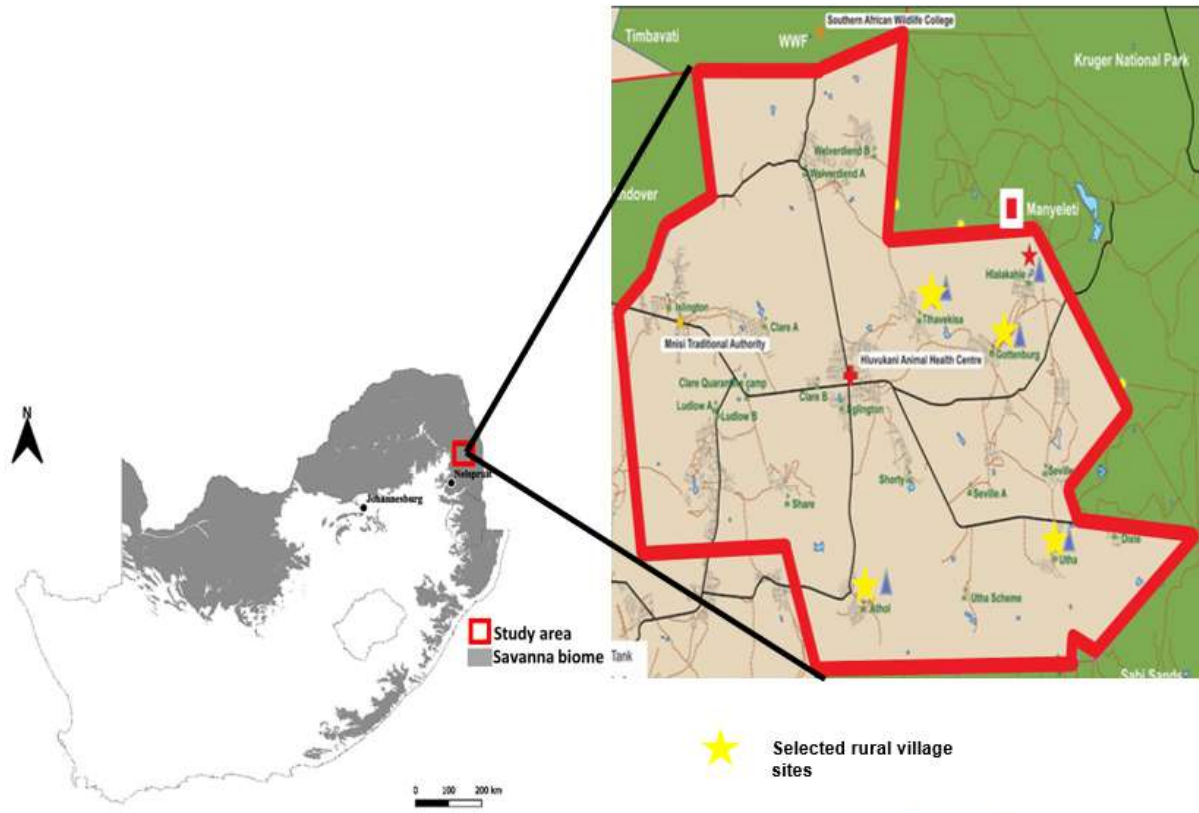 Southern African Wildlife College
Timbavati
WWF
Kruger National Park
Welverdiend B
Welverdiend A
ndover
Manyeleti
Hlalakahle
Islington
Clare A
Tlhavekisa
Mnisi Traditional Authority
Gottenburg
Hluvukani Animal Health Centre
Clare Quarantine camp
Clare B
Eglington
Ludlow A
Ludlow B
Seville
Shorty
Seville A
Share
Dixie
Utha
Utha Scheme
Athol
Tank
Sabi Sands
N
Nelspruit
Johannesburg
Study area
Savanna biome
0 100 200 km
Selected rural village
sites